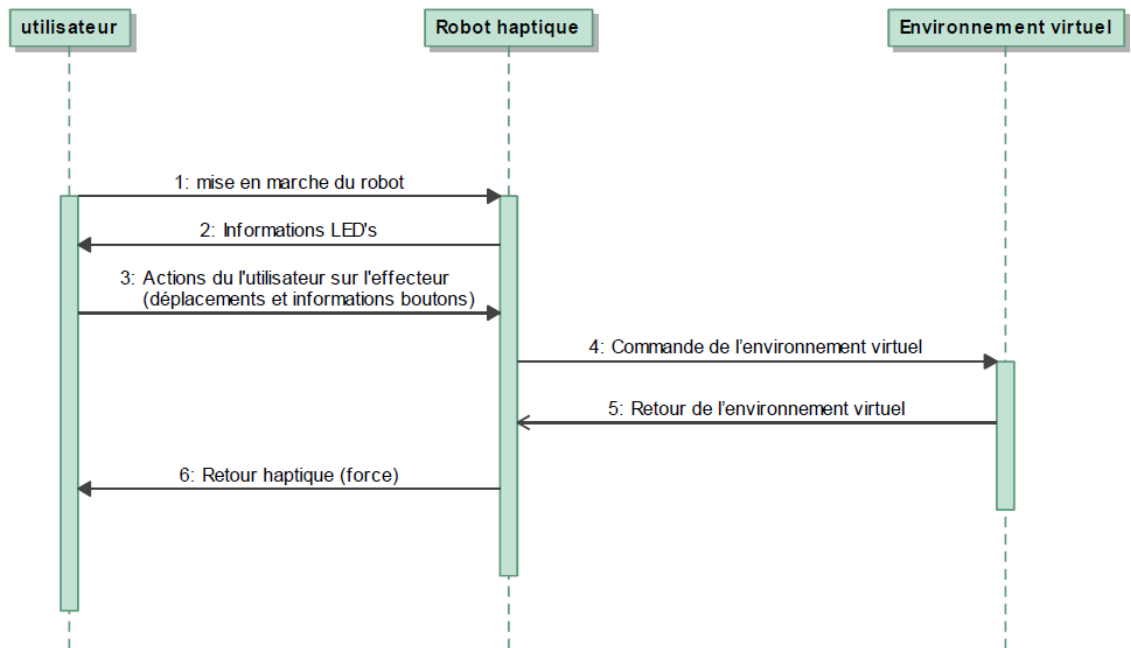 utilisateur
Robot haptique
Environnement virtuel
1: mise en marche du robot
2: Informations LED's
3: Actions du l'utilisateur sur l'effecteur
(déplacements et informations boutons)
4: Commande de l’environnement virtuel
5: Retour de l’environnement virtuel
6: Retour haptique (force)